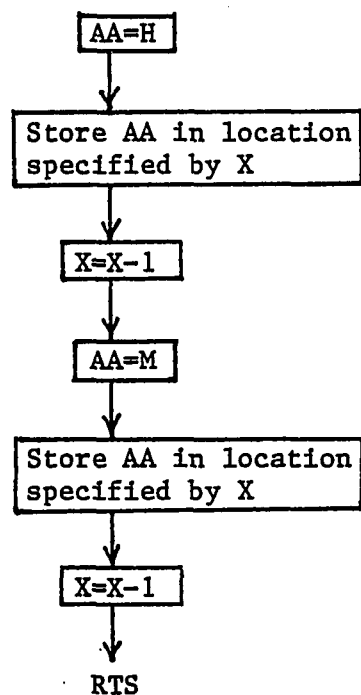 AA=H
Store AA in location
specified by X
X=X-1
AA=M
Store AA in location
specified by X
X=X-1
RTS